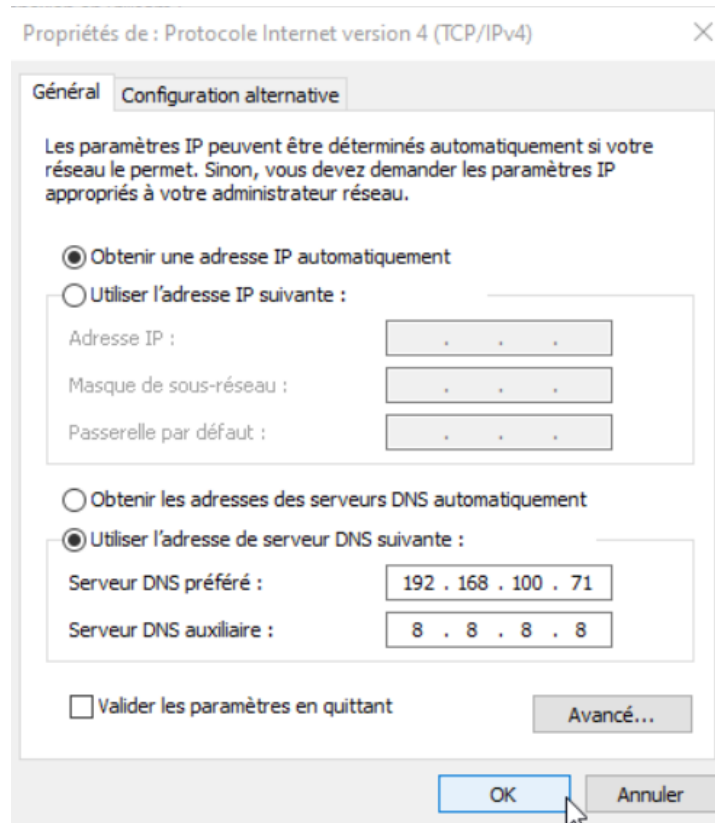 Propriétés de : Protocole Internet version 4 (TCP/IPv4)
Général
Configuration alternative
Les paramètres IP peuvent être déterminés automatiquement si votre
réseau le permet. Sinon, vous devez demander les paramètres IP
appropriés à votre administrateur réseau.
Obtenir une adresse IP automatiquement
Utiliser l'adresse IP suivante :
Adresse IP : . . .
Masque de sous-réseau : . . .
Passerelle par défaut : . . .
Obtenir les adresses des serveurs DNS automatiquement
Utiliser l'adresse de serveur DNS suivante :
Serveur DNS préféré : 192 . 168 . 100 . 71
Serveur DNS auxiliaire : 8 . 8 . 8 . 8
Valider les paramètres en quittant
Avancé...
OK
Annuler